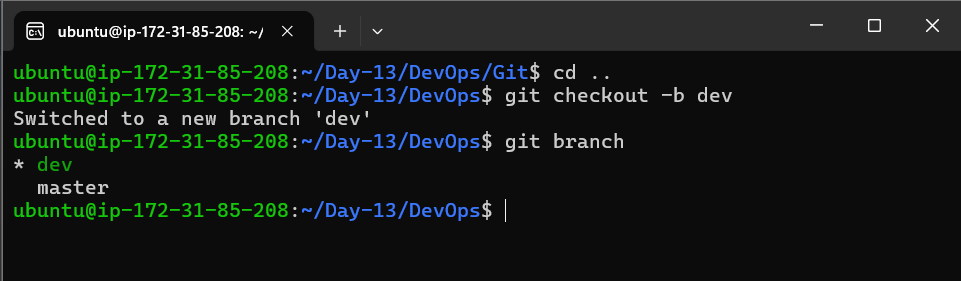 ubuntu@ip-172-31-85-208: ~/
ubuntu@ip-172-31-85-208:~/Day-13/DevOps/Git$ cd ..
ubuntu@ip-172-31-85-208:~/Day-13/DevOps$ git checkout -b dev
Switched to a new branch 'dev'
ubuntu@ip-172-31-85-208:~/Day-13/DevOps$ git branch
* dev
  master
ubuntu@ip-172-31-85-208:~/Day-13/DevOps$